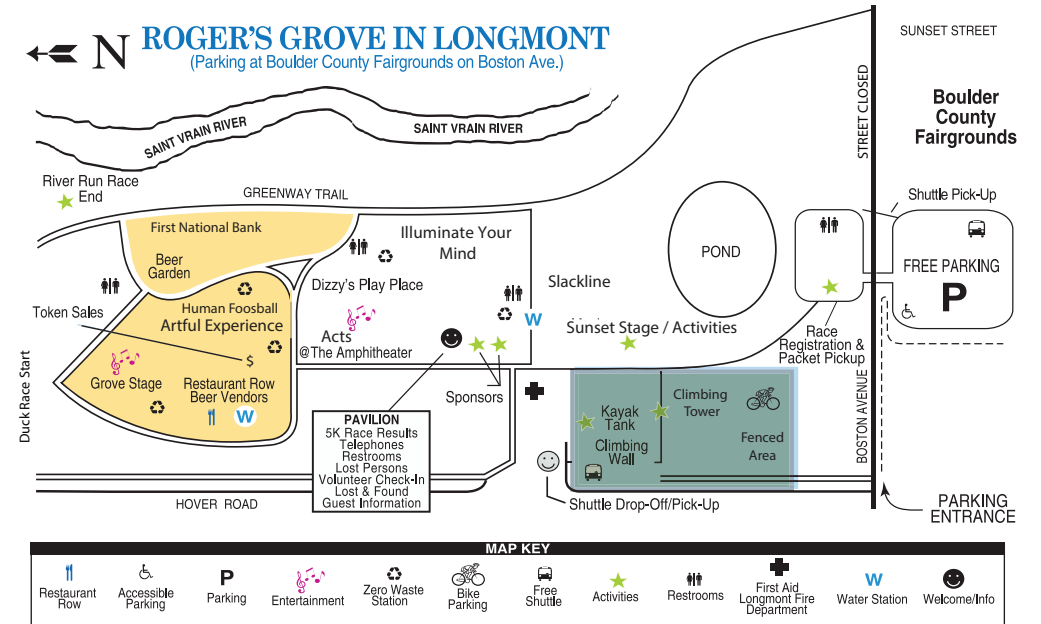 N
ROGER'S GROVE IN LONGMONT
(Parking at Boulder County Fairgrounds on Boston Ave.)
SUNSET STREET
STREET CLOSED
Boulder
County
Fairgrounds
SAINT VRAIN RIVER
SAINT VRAIN RIVER
River Run Race
End
GREENWAY TRAIL
Shuttle Pick-Up
First National Bank
Beer
Garden
Illuminate Your
Mind
POND
FREE PARKING
P
Slackline
Dizzy's Play Place
Token Sales
Human Foosball
Artful Experience
$
Acts
@The Amphitheater
W
Sunset Stage / Activities
Race
Registration &
Packet Pickup
Duck Race Start
Grove Stage
Restaurant Row
Beer Vendors
W
Sponsors
Kayak
Tank
Climbing
Wall
Climbing
Tower
Fenced
Area
BOSTON AVENUE
PAVILION
5K Race Results
Telephones
Restrooms
Lost Persons
Volunteer Check-In
Lost & Found
Guest Information
HOVER ROAD
Shuttle Drop-Off/Pick-Up
PARKING
ENTRANCE
MAP KEY
Restaurant
Row
Accessible
Parking
P
Parking
Entertainment
Zero Waste
Station
Bike
Parking
Free
Shuttle
Activities
Restrooms
First Aid
Longmont Fire
Department
W
Water Station
Welcome/Info